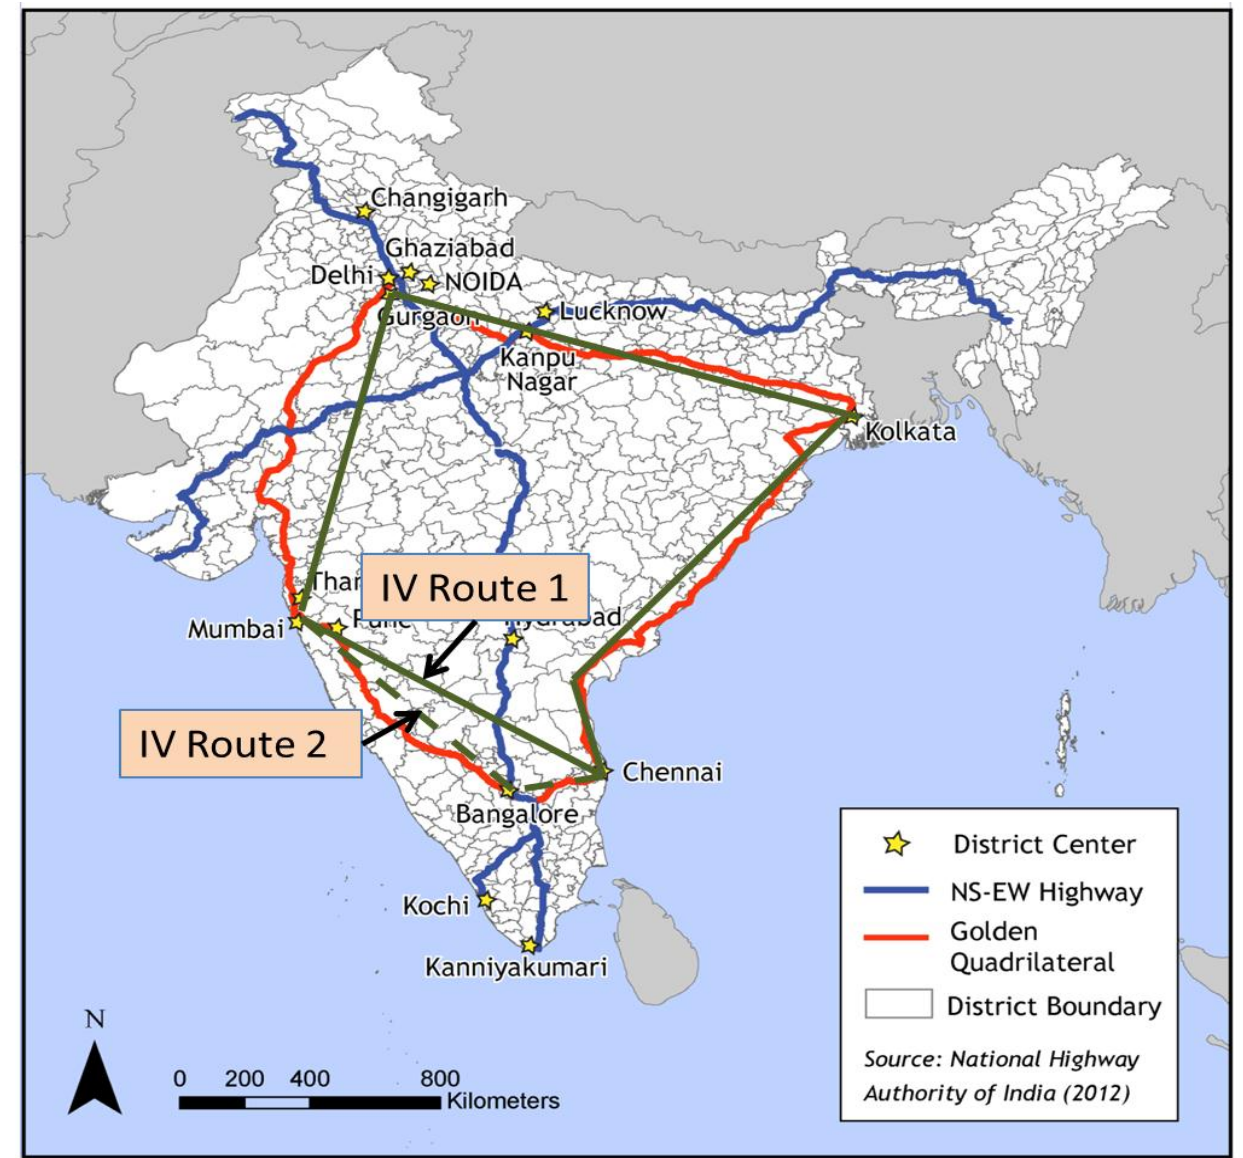 Changigarh
Ghaziabad
Delhi
NOIDA
Gurgaon
Lucknow
Kanpu
Nagar
Kolkata
IV Route 1
Mumbai
IV Route 2
Chennai
Bangalore
Kochi
Kanniyakumari
District Center
NS-EW Highway
Golden
Quadrilateral
District Boundary
Source: National Highway
Authority of India (2012)
N
0 200 400 800
Kilometers